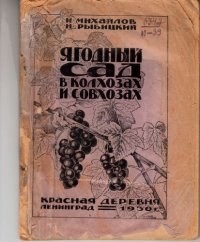 Н. МИХАЙЛОВ
Н. РЫБИЦКИЙ
ЯГОДНЫЙ
САД
В КОЛХОЗАХ
И СОВХОЗАХ
КРАСНАЯ ДЕРЕВНЯ
ЛЕНИНГРАД 1930 г.